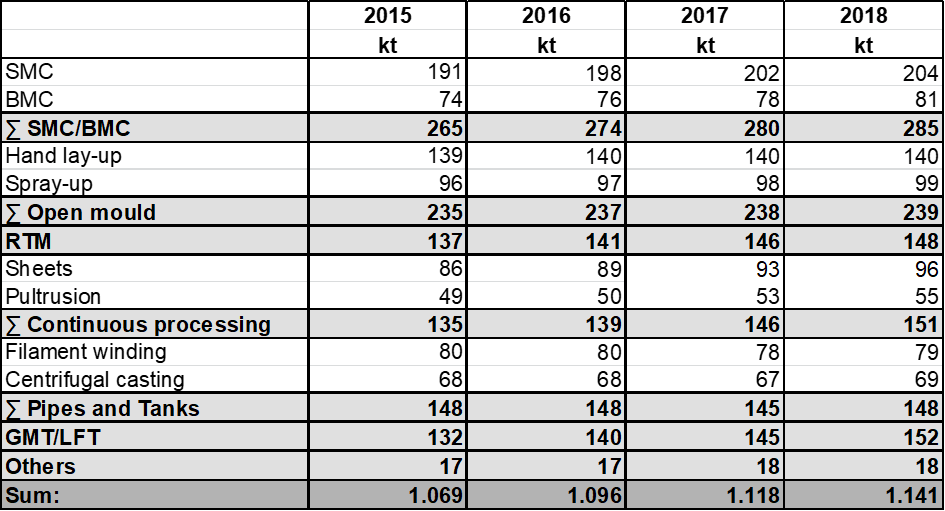 2015 2016 2017 2018
kt kt kt kt
SMC 191 198 202 204
BMC 74 76 78 81
∑ SMC/BMC 265 274 280 285
Hand lay-up 139 140 140 140
Spray-up 96 97 98 99
∑ Open mould 235 237 238 239
RTM 137 141 146 148
Sheets 86 89 93 96
Pultrusion 49 50 53 55
∑ Continuous processing 135 139 146 151
Filament winding 80 80 78 79
Centrifugal casting 68 68 67 69
∑ Pipes and Tanks 148 148 145 148
GMT/LFT 132 140 145 152
Others 17 17 18 18
Sum: 1.069 1.096 1.118 1.141